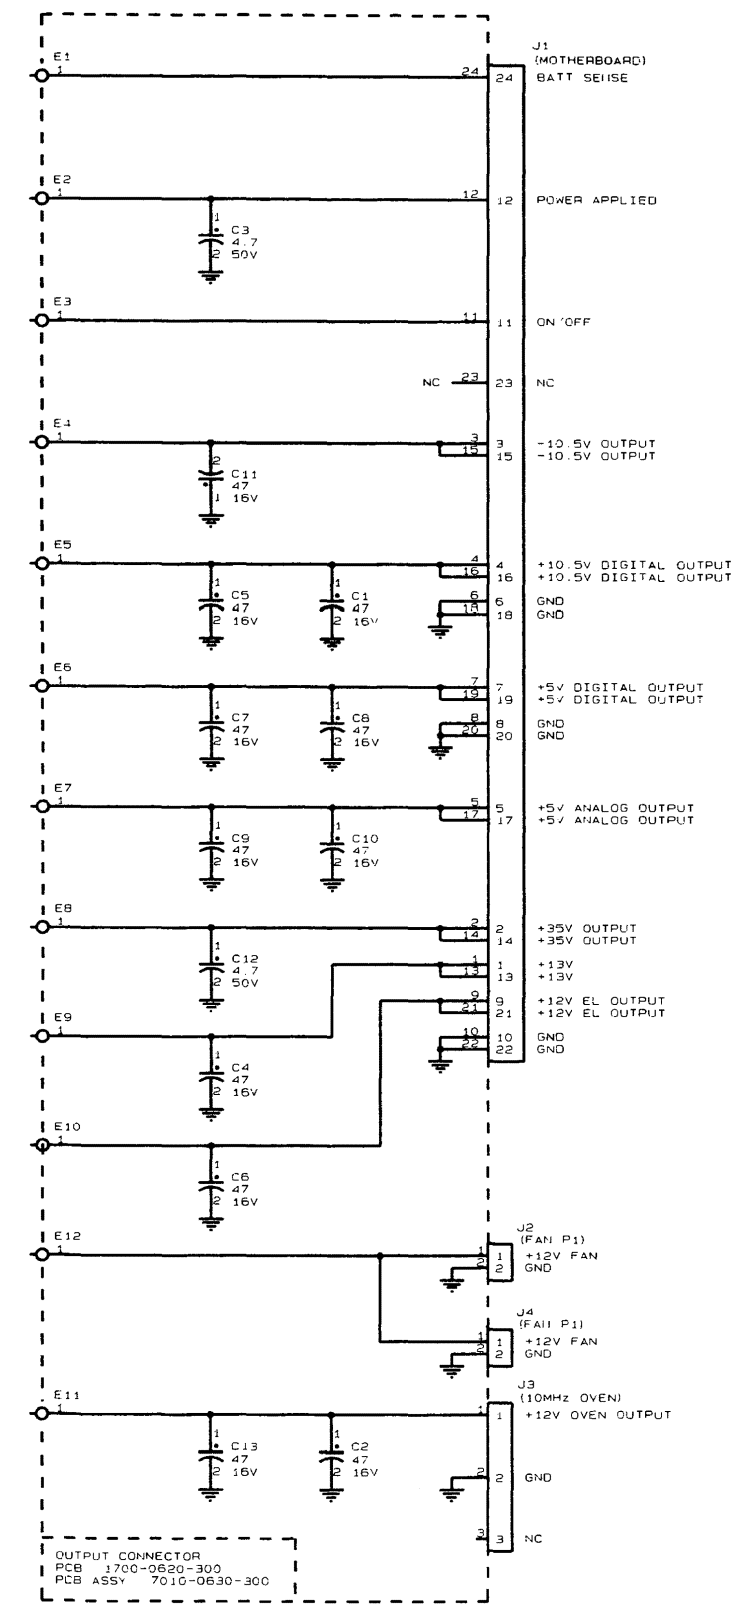 J1
(MOTHERBOARD)
E1
1
24
24
BATT SENSE
E2
1
12
12
POWER APPLIED
1
C3
4.7
2
50V
E3
1
11
11
ON/OFF
NC
23
23
NC
E4
1
3
3
-10.5V OUTPUT
15
15
-10.5V OUTPUT
2
C11
47
1
16V
E5
1
4
4
+10.5V DIGITAL OUTPUT
16
16
+10.5V DIGITAL OUTPUT
1
C5
47
2
16V
1
C1
47
2
16V
6
6
GND
18
18
GND
E6
1
7
7
+5V DIGITAL OUTPUT
19
19
+5V DIGITAL OUTPUT
1
C7
47
2
16V
1
C8
47
2
16V
8
8
GND
20
20
GND
E7
1
5
5
+5V ANALOG OUTPUT
17
17
+5V ANALOG OUTPUT
1
C9
47
2
16V
1
C10
47
2
16V
E8
1
2
2
+35V OUTPUT
14
14
+35V OUTPUT
1
C12
4.7
2
50V
1
1
+13V
13
13
+13V
9
9
+12V EL OUTPUT
21
21
+12V EL OUTPUT
E9
1
10
10
GND
22
22
GND
1
C4
47
2
16V
E10
1
1
C6
47
2
16V
E12
1
J2
(FAN P1)
1
1
+12V FAN
2
2
GND
J4
(FAN P1)
1
1
+12V FAN
2
2
GND
J3
(10MHz OVEN)
E11
1
1
1
+12V OVEN OUTPUT
1
C13
47
2
16V
1
C2
47
2
16V
2
2
GND
3
3
NC
OUTPUT CONNECTOR
PCB 1700-0620-300
PCB ASSY 7010-0630-300